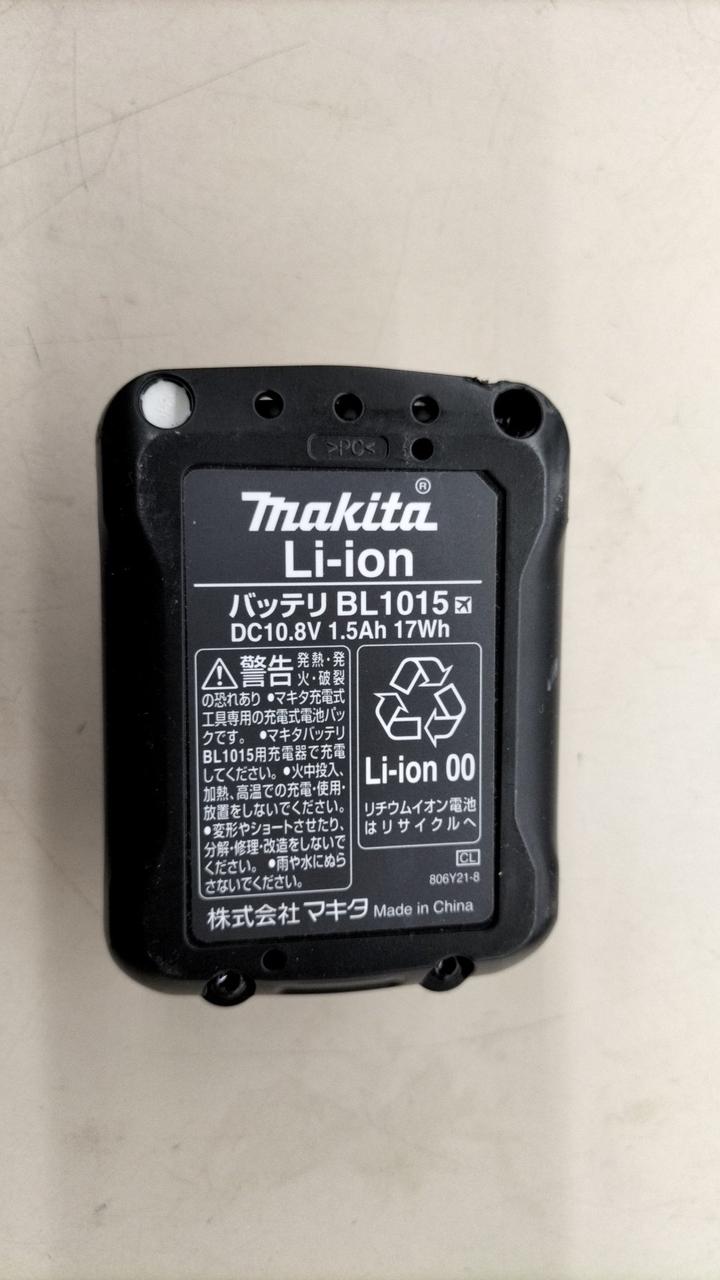 >PC<
makita®
Li-ion
バッテリ BL1015
DC10.8V 1.5Ah 17Wh
警告 発熱・発
火・破裂
の恐れあり ●マキタ充電式
工具専用の充電式電池パッ
クです。 ●マキタバッテリ
BL1015用充電器で充電
してください。●火中投入、
加熱、高温での充電・使用・
放置をしないでください。
●変形やショートさせたり、
分解・修理・改造をしないで
ください。 ●雨や水にぬら
さないでください。
Li-ion 00
リチウムイオン電池
はリサイクルへ
CL
806Y21-8
株式会社マキタ Made in China